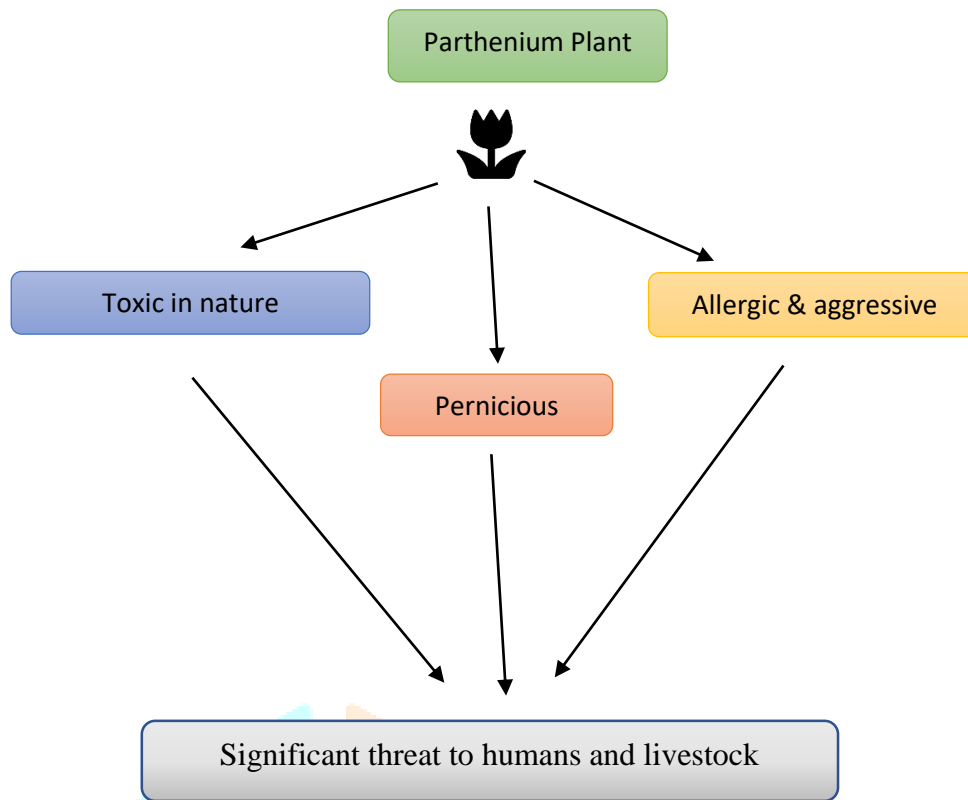 Parthenium Plant
Toxic in nature
Allergic & aggressive
Pernicious
Significant threat to humans and livestock